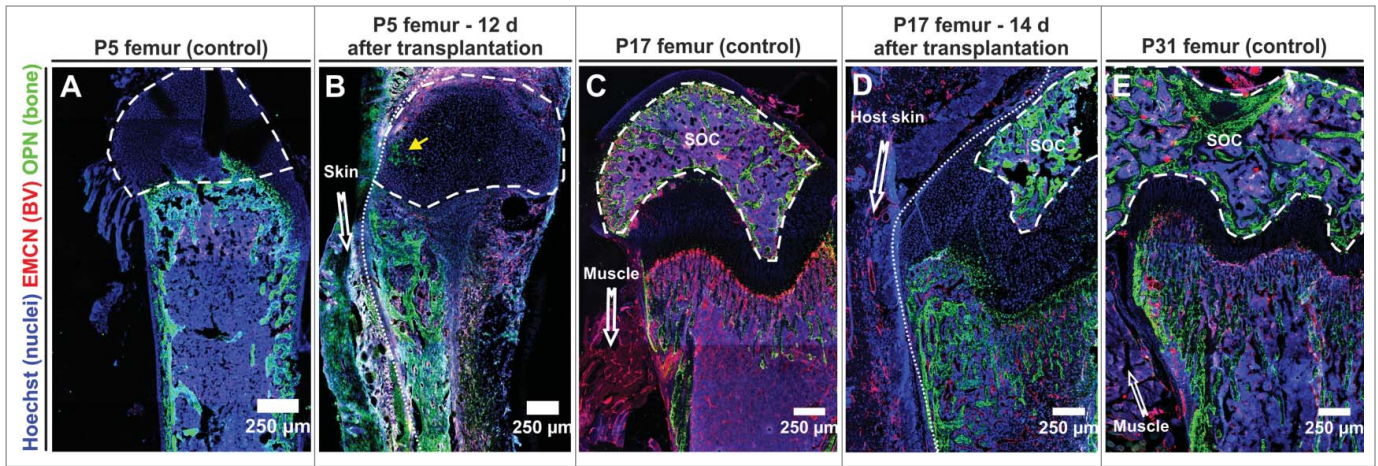 P5 femur (control)
P5 femur - 12 d
after transplantation
P17 femur (control)
P17 femur - 14 d
after transplantation
P31 femur (control)
Hoechst (nuclei) EMCN (BV) OPN (bone)
A
250 µm
B
Skin
250 µm
C
SOC
Muscle
250 µm
D
Host skin
SOC
250 µm
E
SOC
Muscle
250 µm